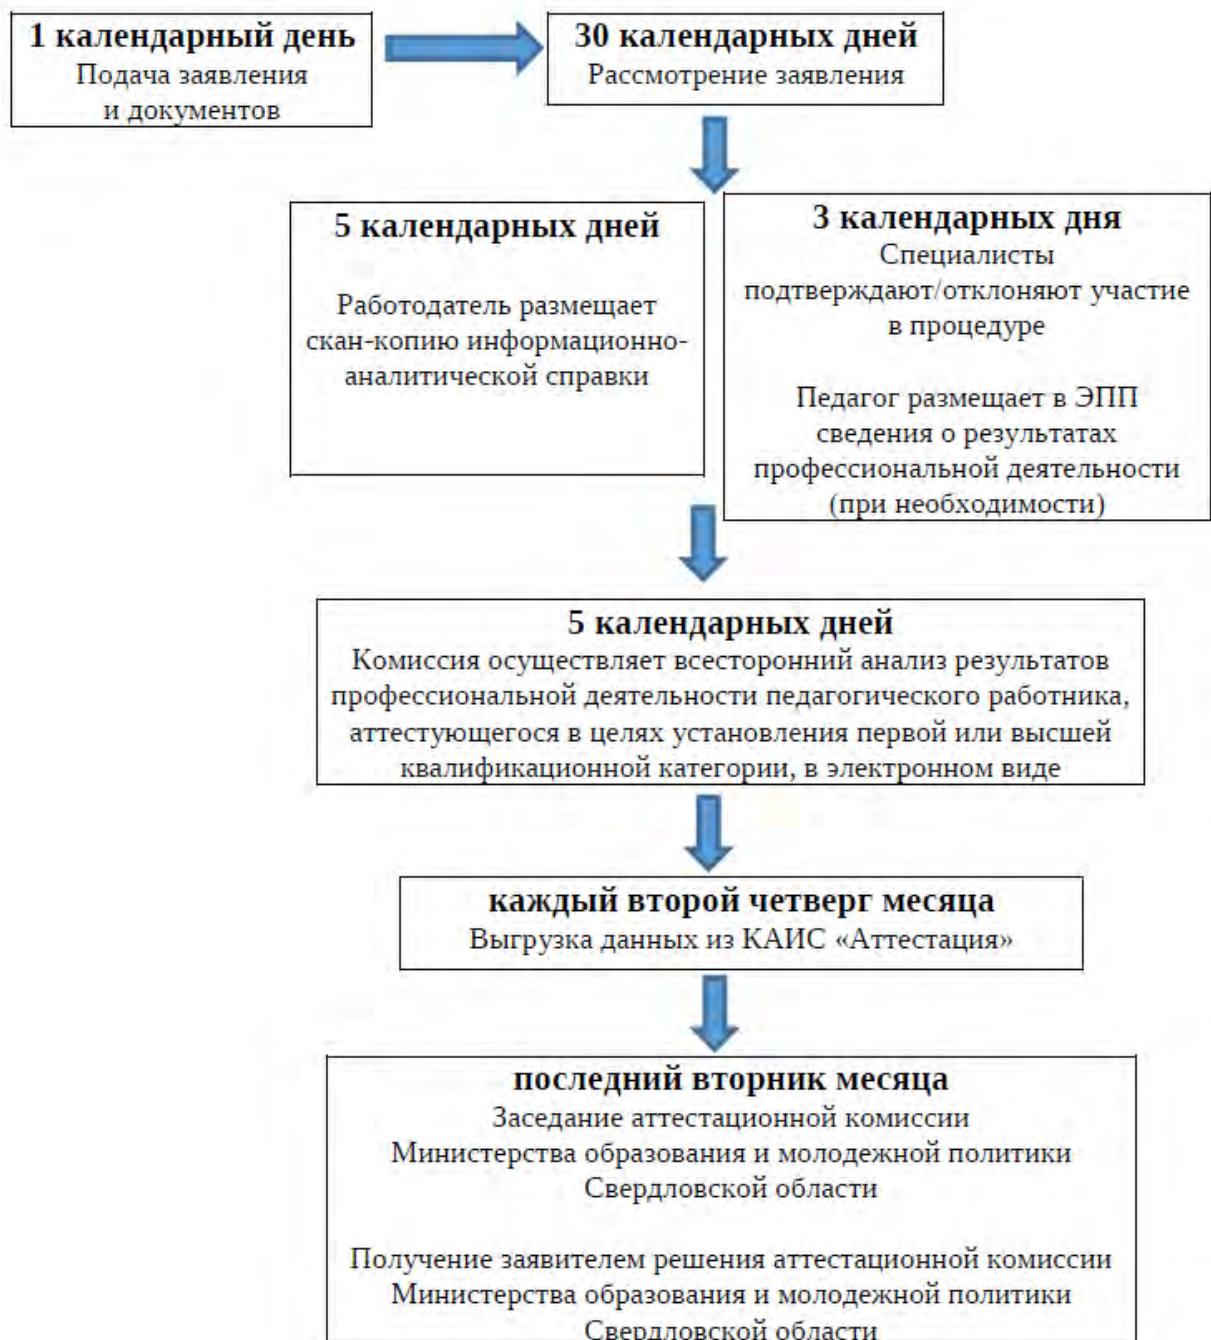 1 календарный день
Подача заявления
и документов
30 календарных дней
Рассмотрение заявления
5 календарных дней
Работодатель размещает
скан-копию информационно-
аналитической справки
3 календарных дня
Специалисты
подтверждают/отклоняют участие
в процедуре
Педагог размещает в ЭПП
сведения о результатах
профессиональной деятельности
(при необходимости)
5 календарных дней
Комиссия осуществляет всесторонний анализ результатов
профессиональной деятельности педагогического работника,
аттестующегося в целях установления первой или высшей
квалификационной категории, в электронном виде
каждый второй четверг месяца
Выгрузка данных из КАИС «Аттестация»
последний вторник месяца
Заседание аттестационной комиссии
Министерства образования и молодежной политики
Свердловской области
Получение заявителем решения аттестационной комиссии
Министерства образования и молодежной политики
Свердловской области